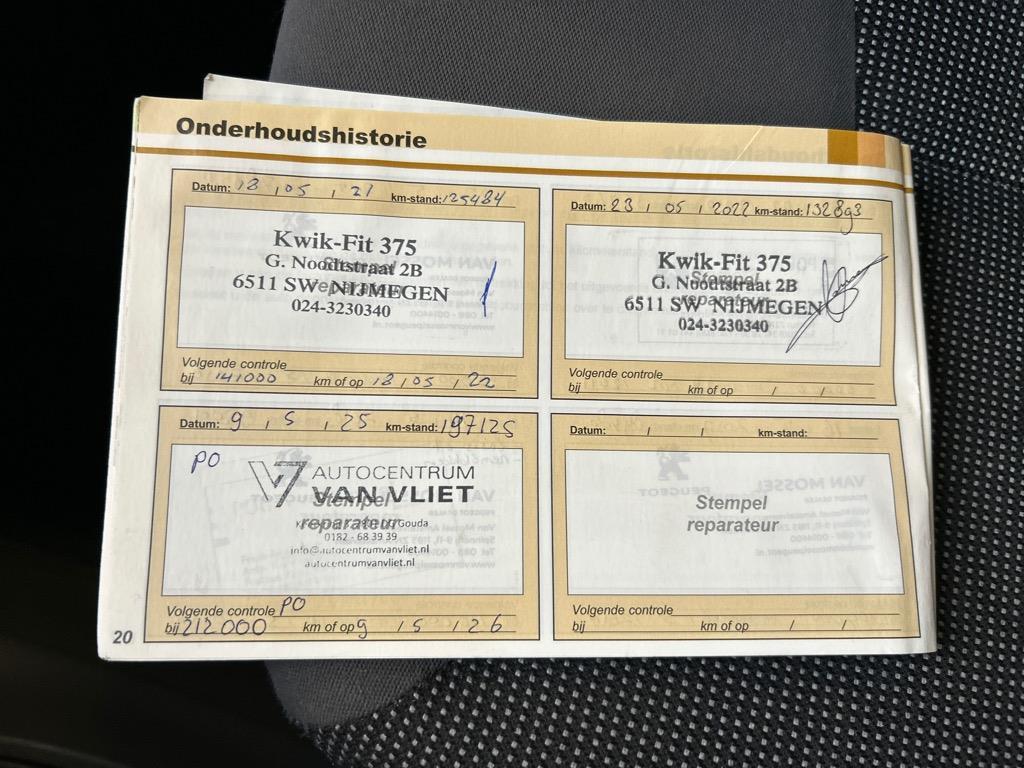 Onderhoudshistorie
Datum: 18 , 05 , 21 km-stand: 125484
Kwik-Fit 375
G. Noodtstraat 2B
6511 SW NIJMEGEN
024-3230340
Stempel
reparateur
Volgende controle
bij 141000 km of op 18 / 05 , 22
Datum: 23 / 05 / 2022 km-stand: 132893
Kwik-Fit 375
G. Noodtstraat 2B
6511 SW NIJMEGEN
024-3230340
Stempel
reparateur
Volgende controle
bij km of op / /
Datum: 9 , 5 , 25 km-stand: 197125
PO
AUTOCENTRUM
VAN VLIET
Stempel
reparateur
Gouda
0182 - 68 39 39
info@autocentrumvanvliet.nl
autocentrumvanvliet.nl
Volgende controle PO
bij 212000 km of op 9 / 5 / 26
Datum: / / km-stand:
Stempel
reparateur
Volgende controle
bij km of op / /
20